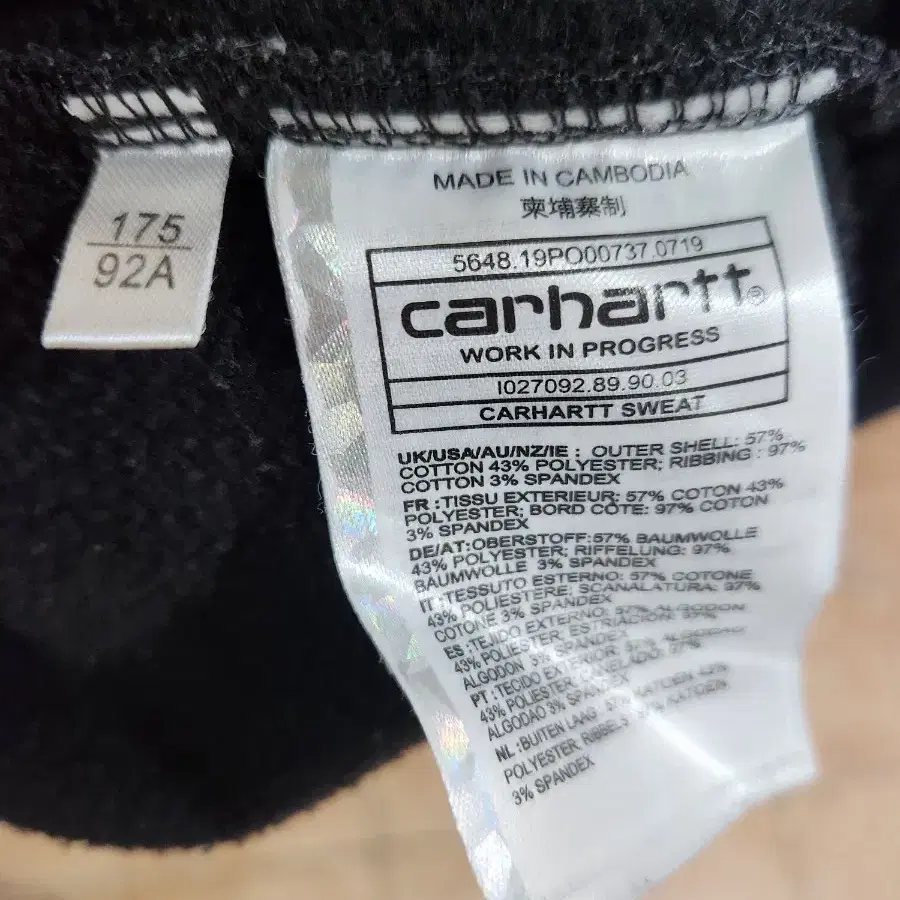 175
92A
MADE IN CAMBODIA
柬埔寨制
5648.19PO00737.0719
carhartt®
WORK IN PROGRESS
I027092.89.90.03
CARHARTT SWEAT
UK/USA/AU/NZ/IE : OUTER SHELL: 57%
COTTON 43% POLYESTER; RIBBING : 97%
COTTON 3% SPANDEX
FR :TISSU EXTERIEUR: 57% COTON 43%
POLYESTER; BORD CÔTE: 97% COTON
3% SPANDEX
DE/AT:OBERSTOFF:57% BAUMWOLLE
43% POLYESTER; RIFFELUNG: 97%
BAUMWOLLE 3% SPANDEX
IT :TESSUTO ESTERNO: 57% COTONE
43% POLIESTERE; SCANALATURA: 97%
COTONE 3% SPANDEX
ES :TEJIDO EXTERNO: 57% ALGODON
43% POLIESTER; ESTRIACION: 97%
ALGODON 3% SPANDEX
PT :TECIDO EXTERIOR: 57% ALGODAO
43% POLIESTER; CANELADO: 97%
ALGODAO 3% SPANDEX
NL :BUITEN LAAG : 57% KATOEN 43%
POLYESTER; RIBBELS : 97% KATOEN
3% SPANDEX